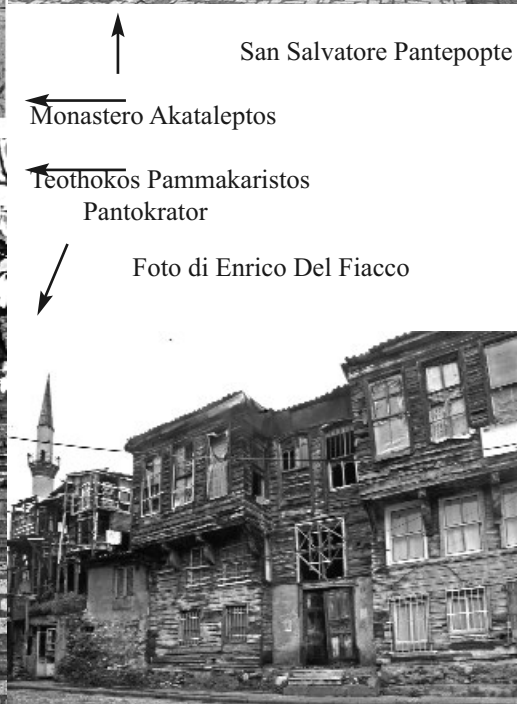 San Salvatore Pantepopte
Monastero Akataleptos
Teothokos Pammakaristos
Pantokrator
Foto di Enrico Del Fiacco